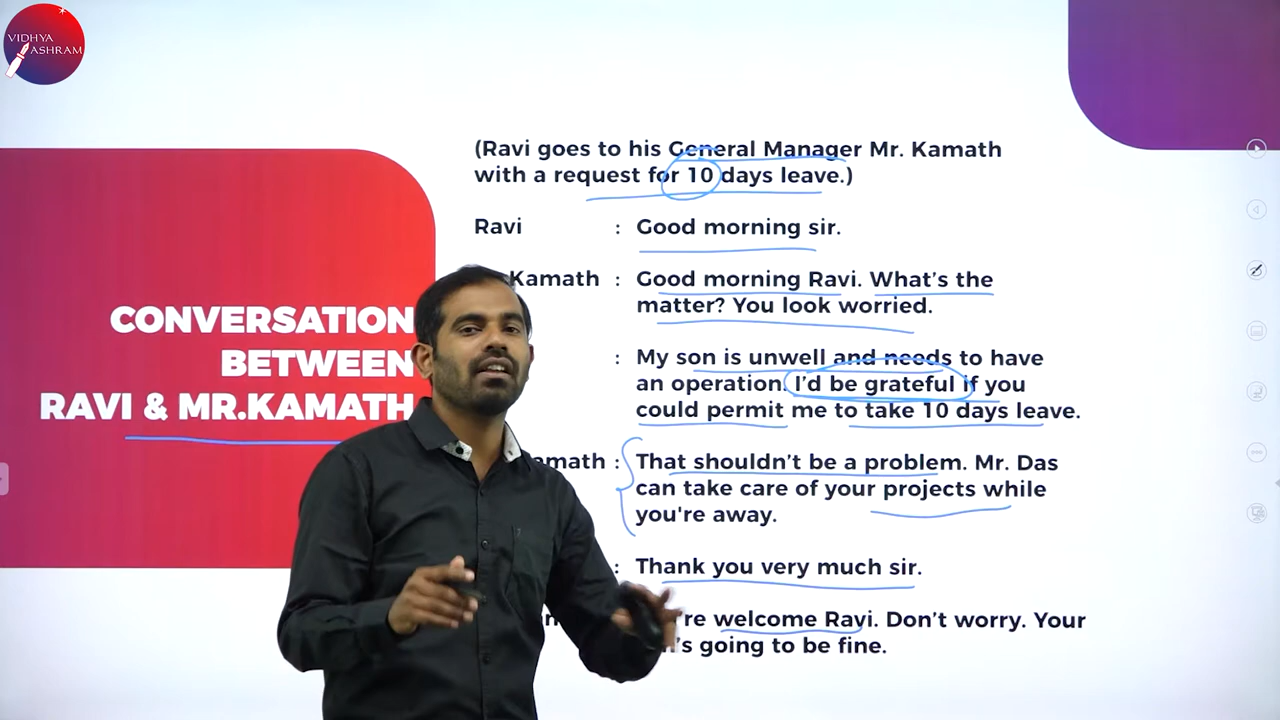 VIDHYA
ASHRAM
(Ravi goes to his General Manager Mr. Kamath
with a request for 10 days leave.)
CONVERSATION
BETWEEN
RAVI & MR.KAMATH
Ravi : Good morning sir.
Kamath : Good morning Ravi. What's the
matter? You look worried.
: My son is unwell and needs to have
an operation. I'd be grateful if you
could permit me to take 10 days leave.
: That shouldn't be a problem. Mr. Das
can take care of your projects while
you're away.
: Thank you very much sir.
welcome Ravi. Don't worry. Your
going to be fine.